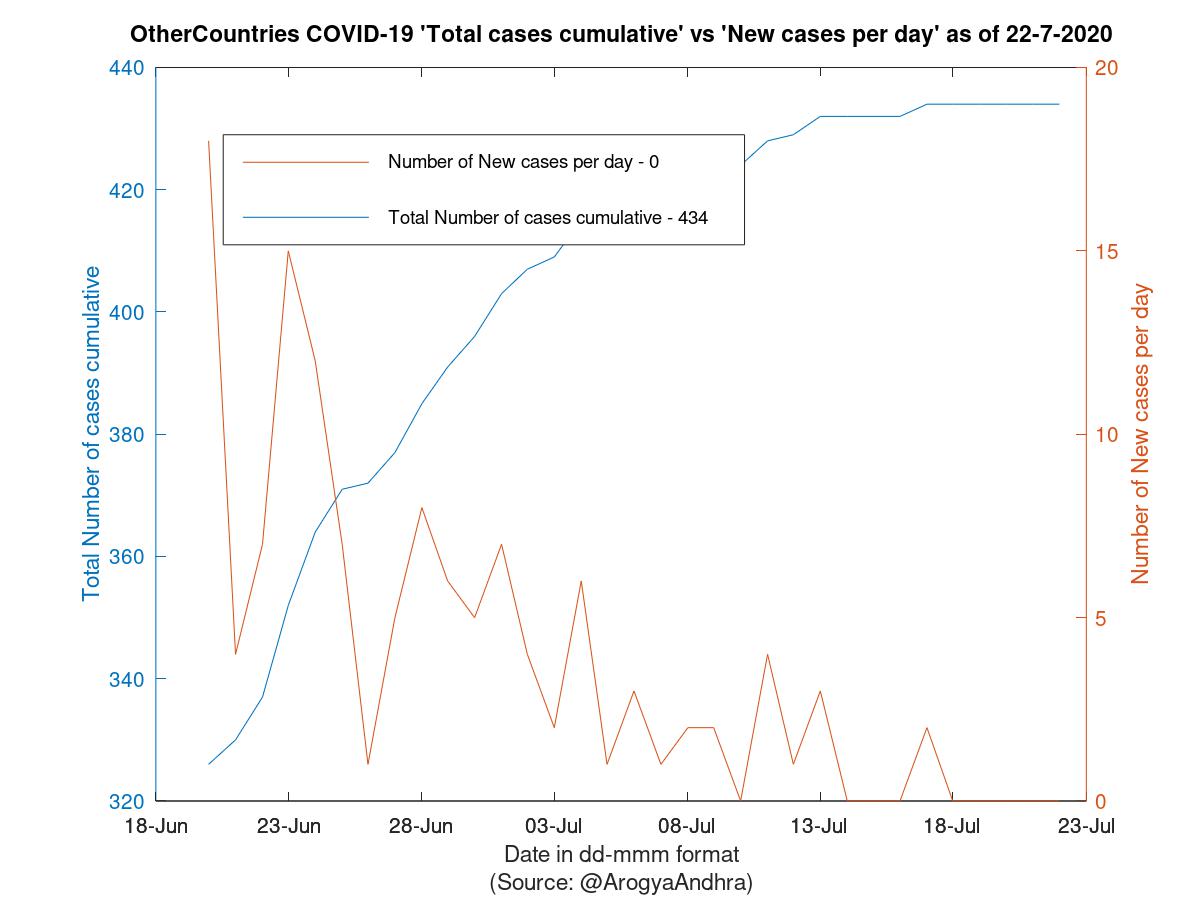 OtherCountries COVID-19 'Total cases cumulative' vs 'New cases per day' as of 22-7-2020
440
420
400
380
360
340
320
20
15
10
5
0
Total Number of cases cumulative
Number of New cases per day
Number of New cases per day - 0
Total Number of cases cumulative - 434
18-Jun 23-Jun 28-Jun 03-Jul 08-Jul 13-Jul 18-Jul 23-Jul
Date in dd-mmm format
(Source: @ArogyaAndhra)